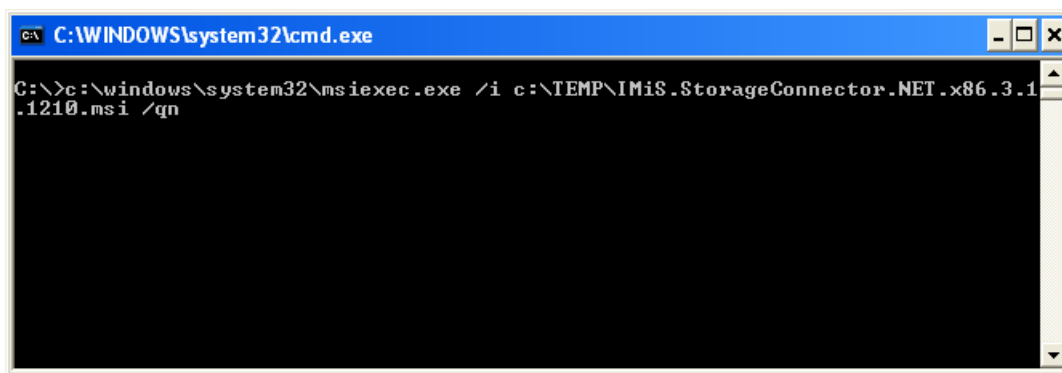 C:\WINDOWS\system32\cmd.exe
C:\>c:\windows\system32\msiexec.exe /i c:\TEMP\IMiS.StorageConnector.NET.x86.3.1
.1210.msi /qn